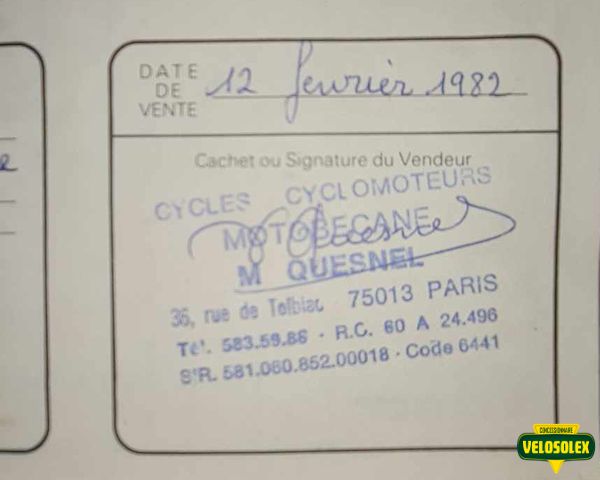 DATE
DE
VENTE
12 fevrier 1982
Cachet ou Signature du Vendeur
CYCLES CYCLOMOTEURS
MOTOBECANE
M QUESNEL
36, rue de Tolbiac 75013 PARIS
Tél. 583.59.86 · R.C. 60 A 24.496
S'R. 581.060.852.00018 · Code 6441
CONCESSIONNAIRE
VELOSOLEX